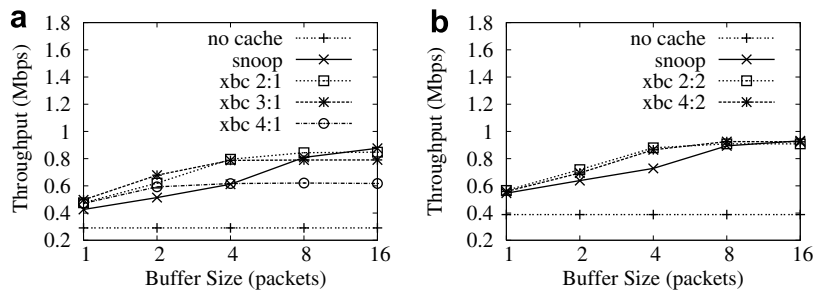 a
Throughput (Mbps)
1.8
1.6
1.4
1.2
1
0.8
0.6
0.4
0.2
no cache
snoop
xbc 2:1
xbc 3:1
xbc 4:1
1 2 4 8 16
Buffer Size (packets)
b
Throughput (Mbps)
1.8
1.6
1.4
1.2
1
0.8
0.6
0.4
0.2
no cache
snoop
xbc 2:2
xbc 4:2
1 2 4 8 16
Buffer Size (packets)